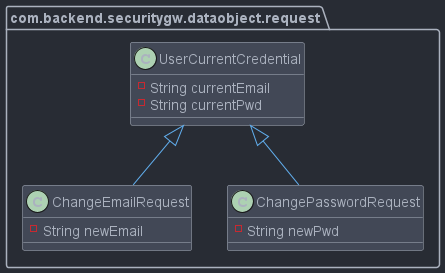 com.backend.securitygw.dataobject.request
C UserCurrentCredential
String currentEmail
String currentPwd
C ChangeEmailRequest
String newEmail
C ChangePasswordRequest
String newPwd